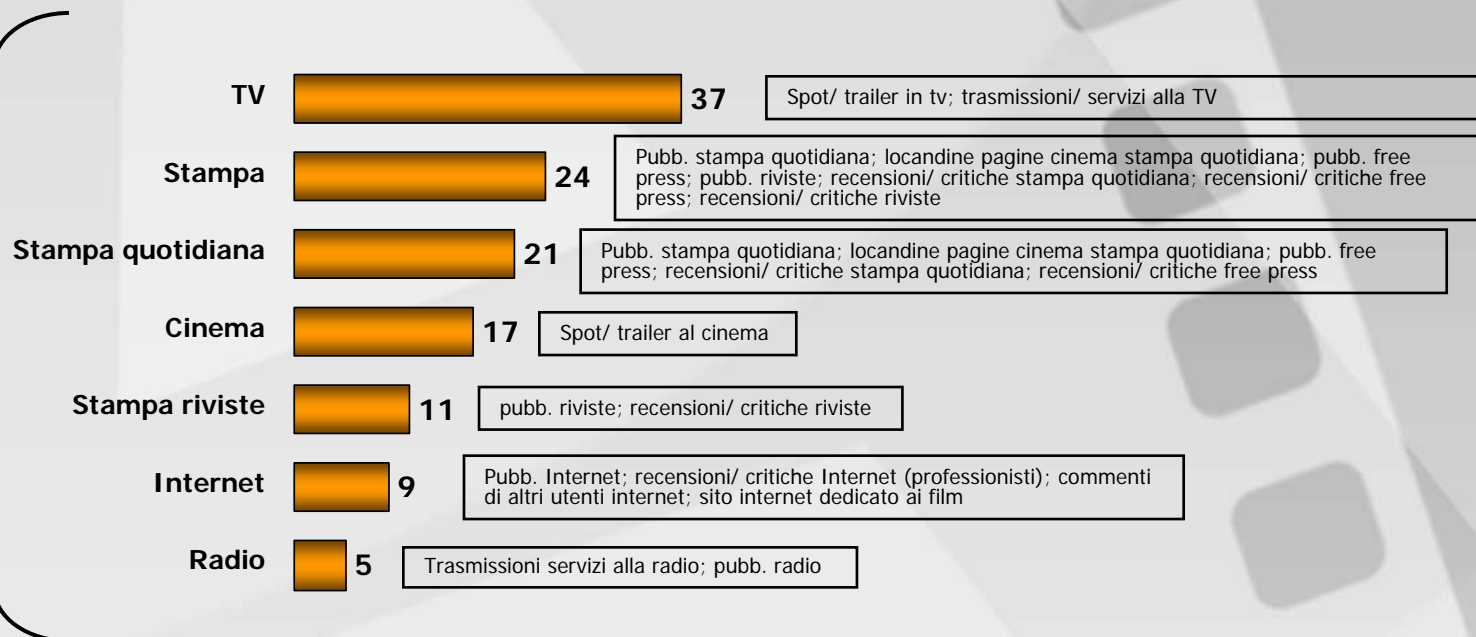 TV
37
Spot/ trailer in tv; trasmissioni/ servizi alla TV
Stampa
24
Pubb. stampa quotidiana; locandine pagine cinema stampa quotidiana; pubb. free
press; pubb. riviste; recensioni/ critiche stampa quotidiana; recensioni/ critiche free
press; recensioni/ critiche riviste
Stampa quotidiana
21
Pubb. stampa quotidiana; locandine pagine cinema stampa quotidiana; pubb. free
press; recensioni/ critiche stampa quotidiana; recensioni/ critiche free press
Cinema
17
Spot/ trailer al cinema
Stampa riviste
11
pubb. riviste; recensioni/ critiche riviste
Internet
9
Pubb. Internet; recensioni/ critiche Internet (professionisti); commenti
di altri utenti internet; sito internet dedicato ai film
Radio
5
Trasmissioni servizi alla radio; pubb. radio